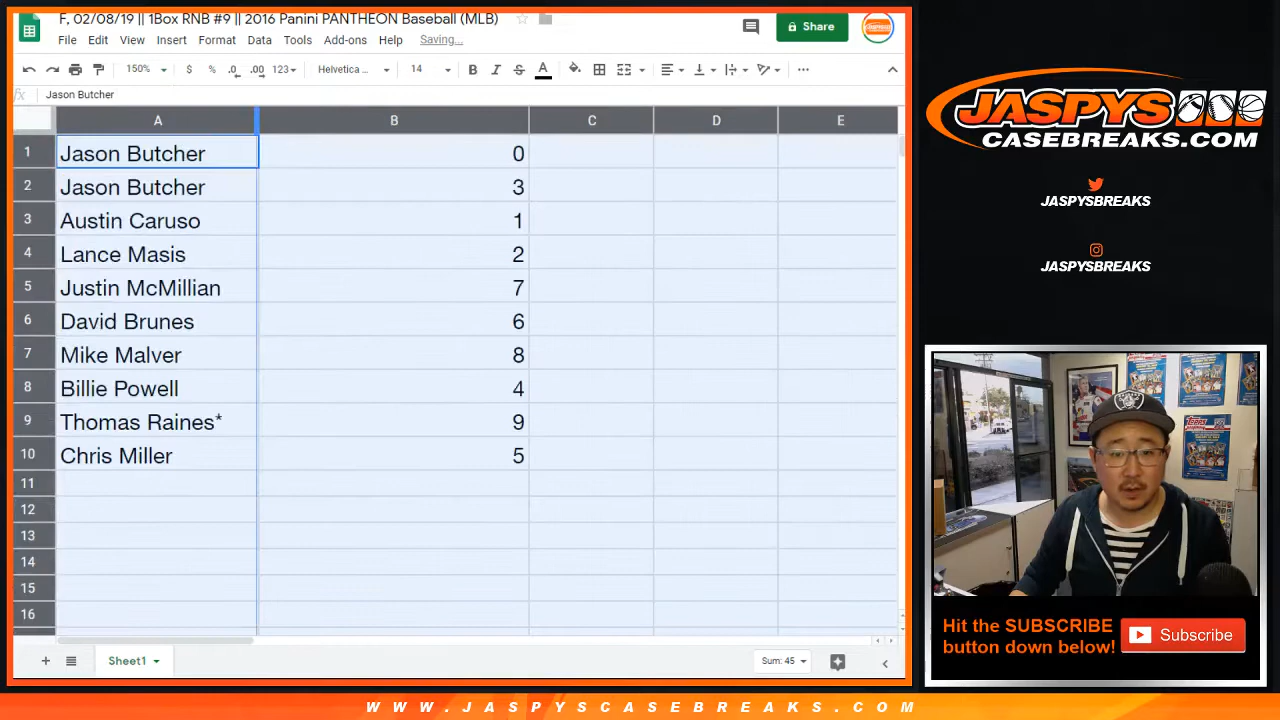 F, 02/08/19 || 1Box RNB #9 || 2016 Panini PANTHEON Baseball (MLB)
File Edit View Insert Format Data Tools Add-ons Help Saving...
Share
150% $ % .0 .00 123 Helvetica ... 14 B I S A
fx Jason Butcher
A B C D E
1 Jason Butcher 0
2 Jason Butcher 3
3 Austin Caruso 1
4 Lance Masis 2
5 Justin McMillian 7
6 David Brunes 6
7 Mike Malver 8
8 Billie Powell 4
9 Thomas Raines* 9
10 Chris Miller 5
11
12
13
14
15
16
Sheet1
Sum: 45
JASPYS
CASEBREAKS.COM
JASPYSBREAKS
JASPYSBREAKS
Hit the SUBSCRIBE
button down below!
Subscribe
WWW.JASPYSCASEBREAKS.COM